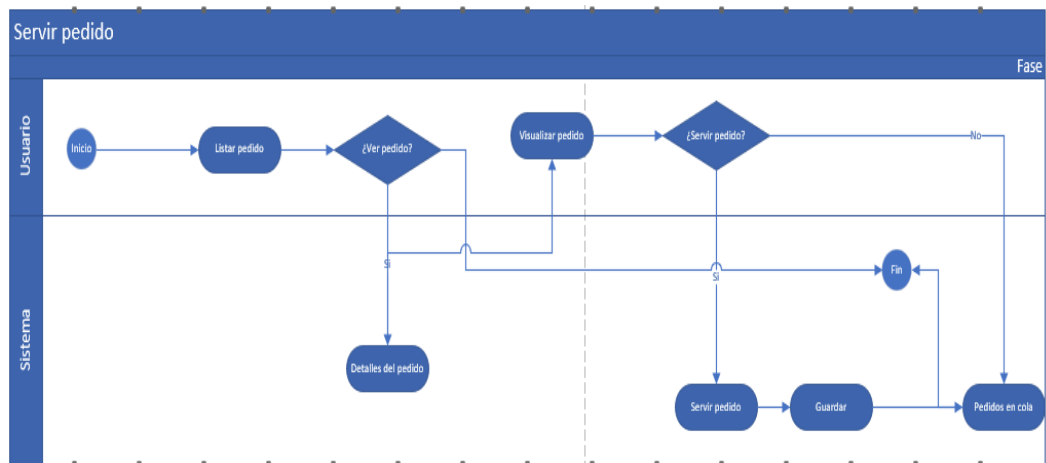 Servir pedido
Fase
Usuario
Inicio
Listar pedido
¿Ver pedido?
Visualizar pedido
¿Servir pedido?
No
Sistema
Si
Si
Fin
Detalles del pedido
Servir pedido
Guardar
Pedidos en cola